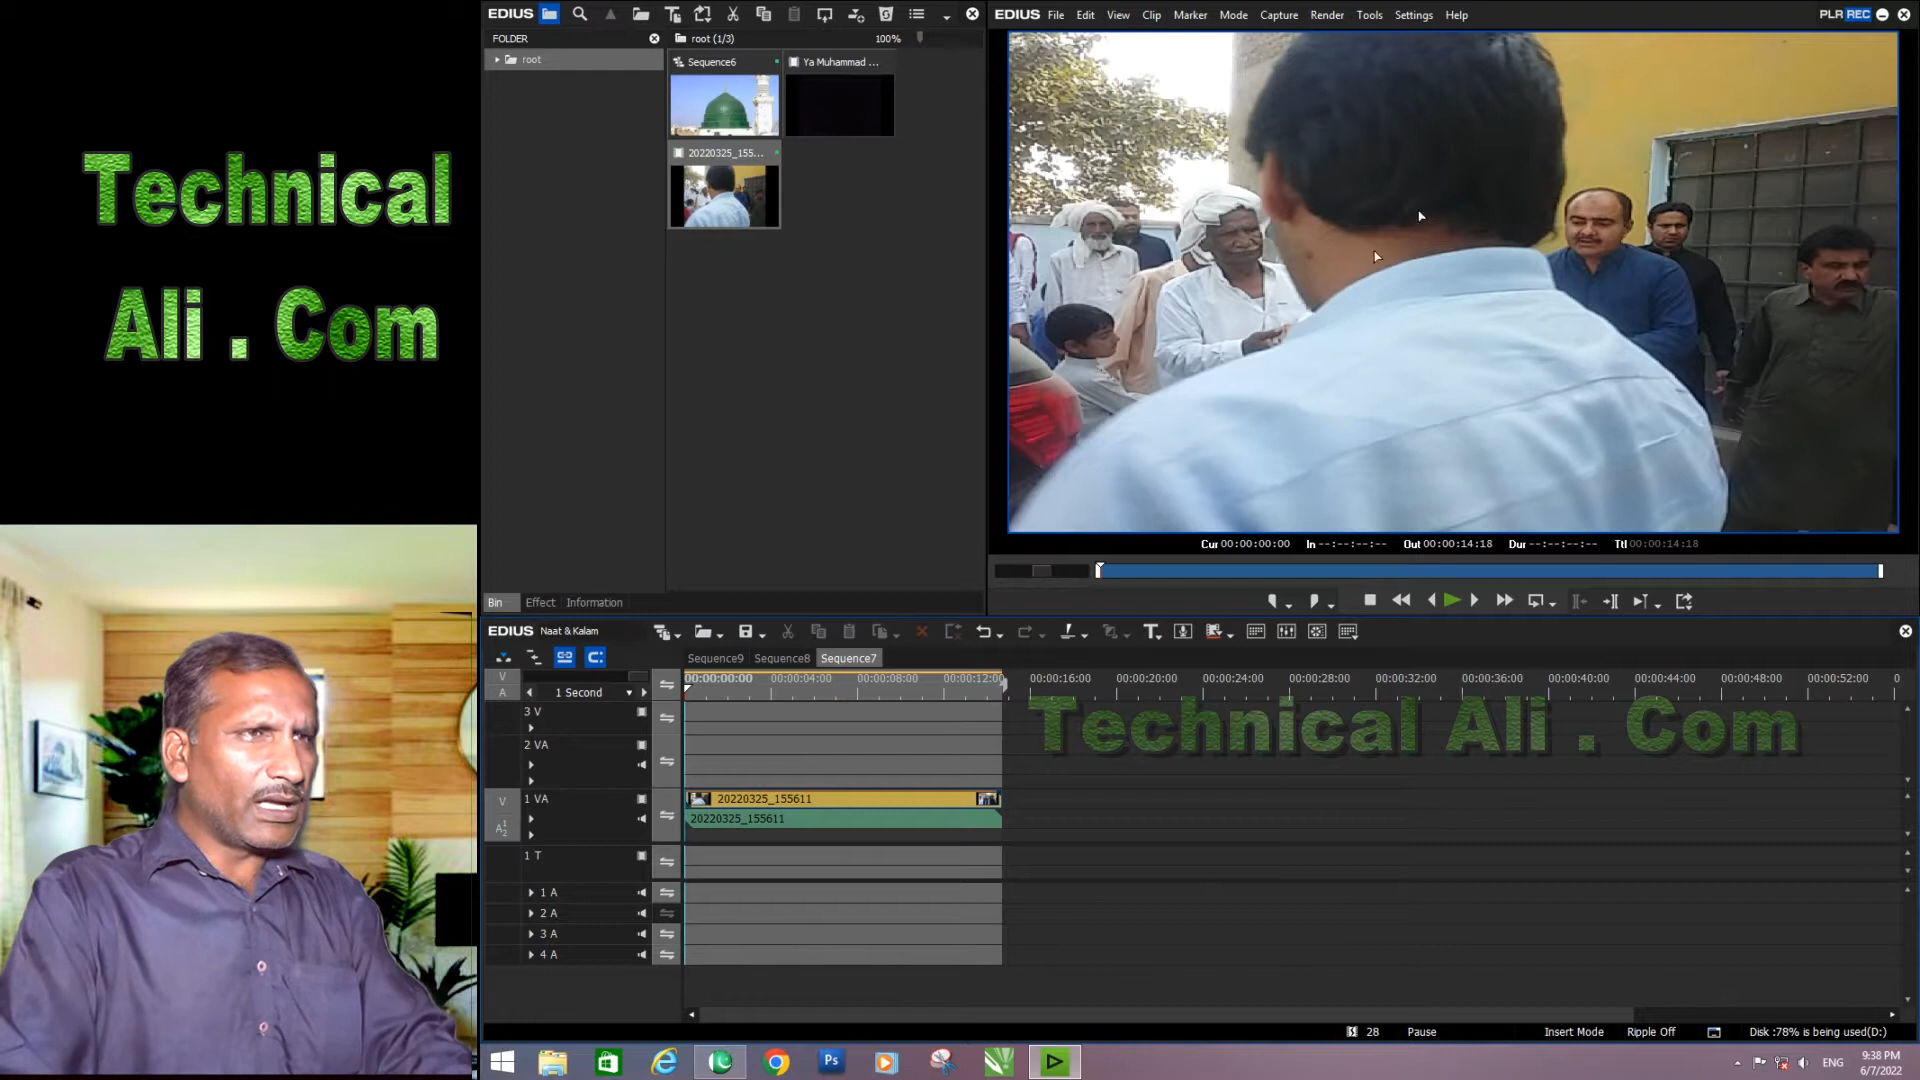 Technical
Ali . Com
EDIUS
FOLDER
root
root (1/3)
100%
Sequence6
Ya Muhammad ...
20220325_155...
Bin
Effect
Information
EDIUS File Edit View Clip Marker Mode Capture Render Tools Settings Help
PLR REC
Cur 00:00:00:00 In --:--:--:-- Out 00:00:14:18 Dur --:--:--:-- Ttl 00:00:14:18
EDIUS Naat & Kalam
Sequence9 Sequence8 Sequence7
V
A
1 Second
00:00:00:00 00:00:04:00 00:00:08:00 00:00:12:00 00:00:16:00 00:00:20:00 00:00:24:00 00:00:28:00 00:00:32:00 00:00:36:00 00:00:40:00 00:00:44:00 00:00:48:00 00:00:52:00 0
3 V
Technical Ali . Com
2 VA
V
1 VA
20220325_155611
20220325_155611
A
1 T
1 A
2 A
3 A
4 A
28
Pause
Insert Mode
Ripple Off
Disk :78% is being used(D:)
Ps
ENG
9:38 PM
6/7/2022